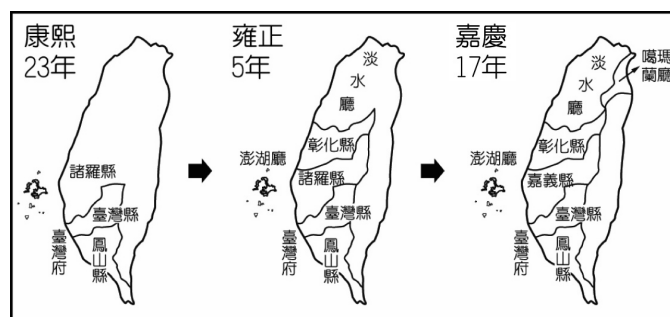 康熙
23年
諸羅縣
臺灣縣
鳳山縣
臺灣府
雍正
5年
淡水廳
彰化縣
澎湖廳
諸羅縣
臺灣縣
鳳山縣
臺灣府
嘉慶
17年
淡水廳
噶瑪
蘭廳
彰化縣
澎湖廳
嘉義縣
臺灣縣
鳳山縣
臺灣府